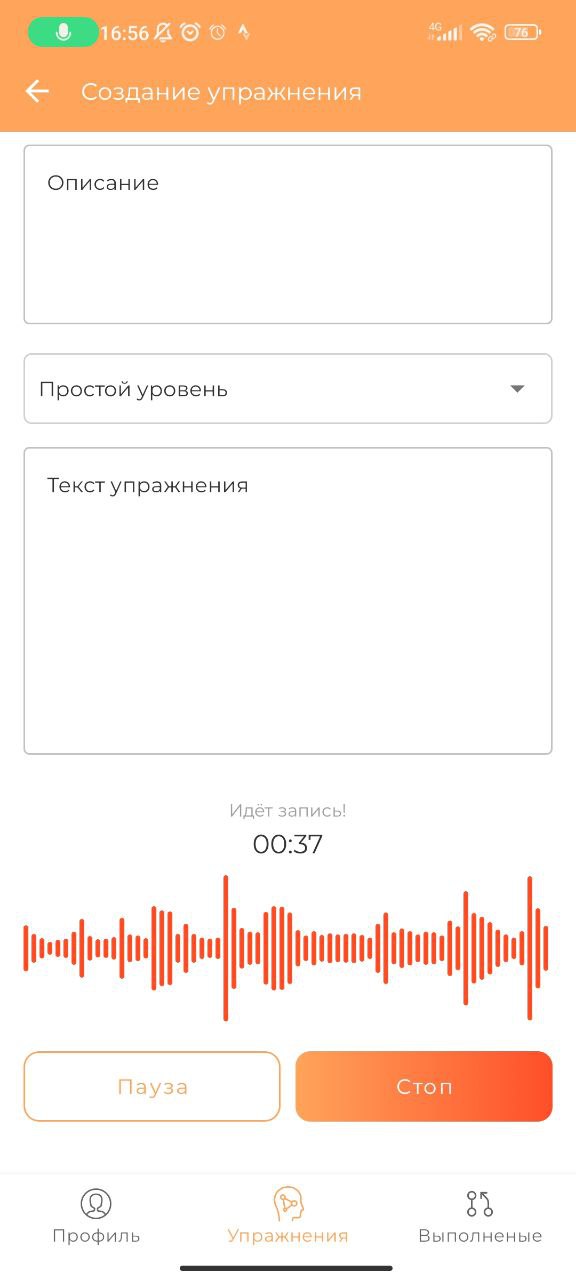 16:56
4G
76
Создание упражнения
Описание
Простой уровень
Текст упражнения
Идёт запись!
00:37
Пауза
Стоп
Профиль
Упражнения
Выполненые